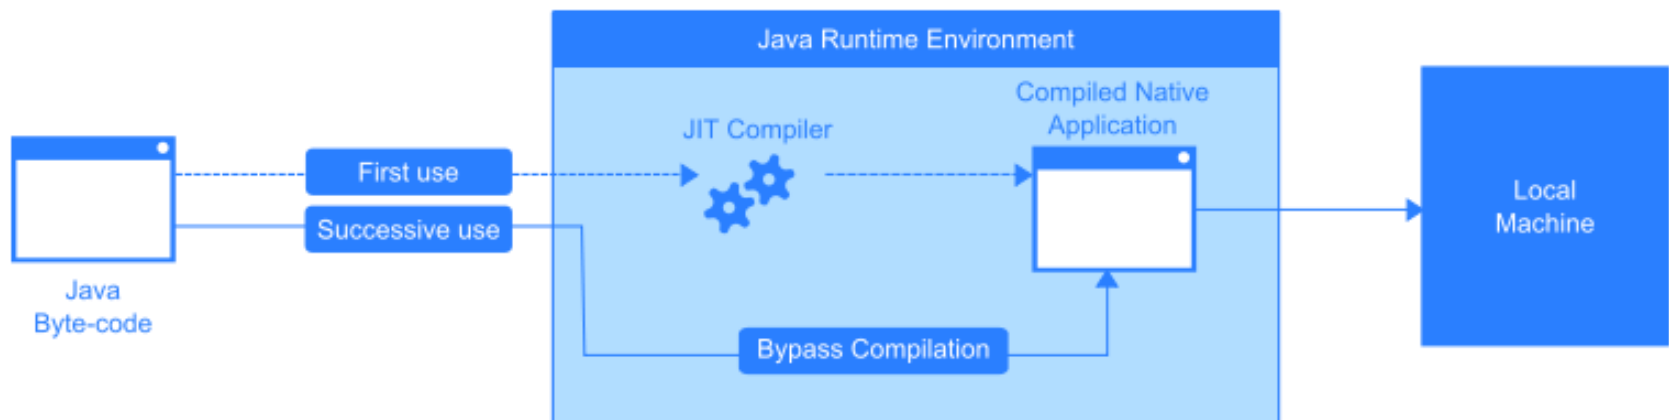 Java Runtime Environment
Compiled Native
Application
JIT Compiler
First use
Successive use
Local
Machine
Java
Byte-code
Bypass Compilation